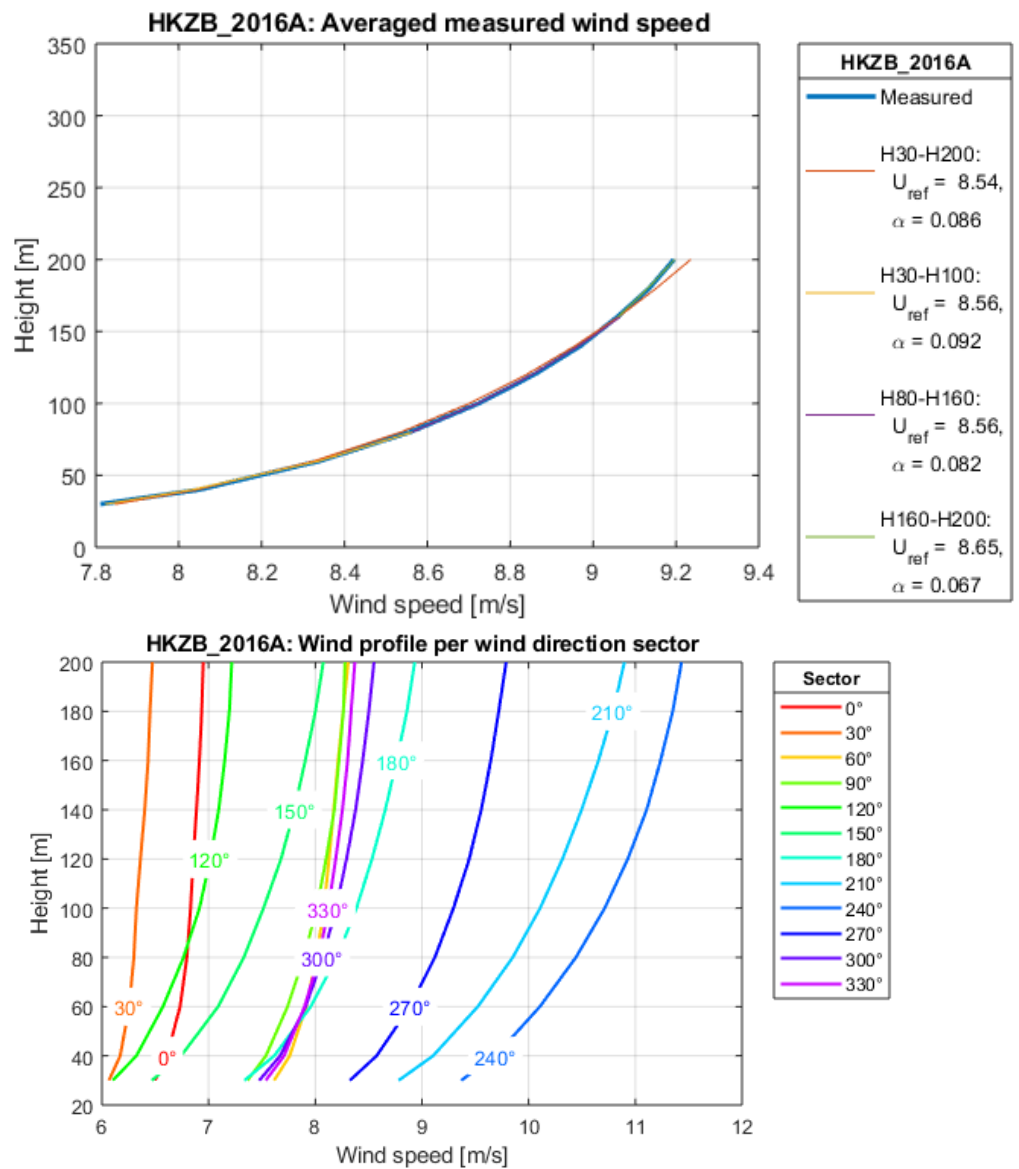 HKZB_2016A: Averaged measured wind speed
350
300
250
200
150
100
50
0
Height [m]
7.8 8 8.2 8.4 8.6 8.8 9 9.2 9.4
Wind speed [m/s]
HKZB_2016A
Measured
H30-H200:
U_ref = 8.54,
α = 0.086
H30-H100:
U_ref = 8.56,
α = 0.092
H80-H160:
U_ref = 8.56,
α = 0.082
H160-H200:
U_ref = 8.65,
α = 0.067
HKZB_2016A: Wind profile per wind direction sector
200
180
160
140
120
100
80
60
40
20
Height [m]
210°
180°
150°
120°
330°
300°
30°
270°
0°
240°
6 7 8 9 10 11 12
Wind speed [m/s]
Sector
0°
30°
60°
90°
120°
150°
180°
210°
240°
270°
300°
330°